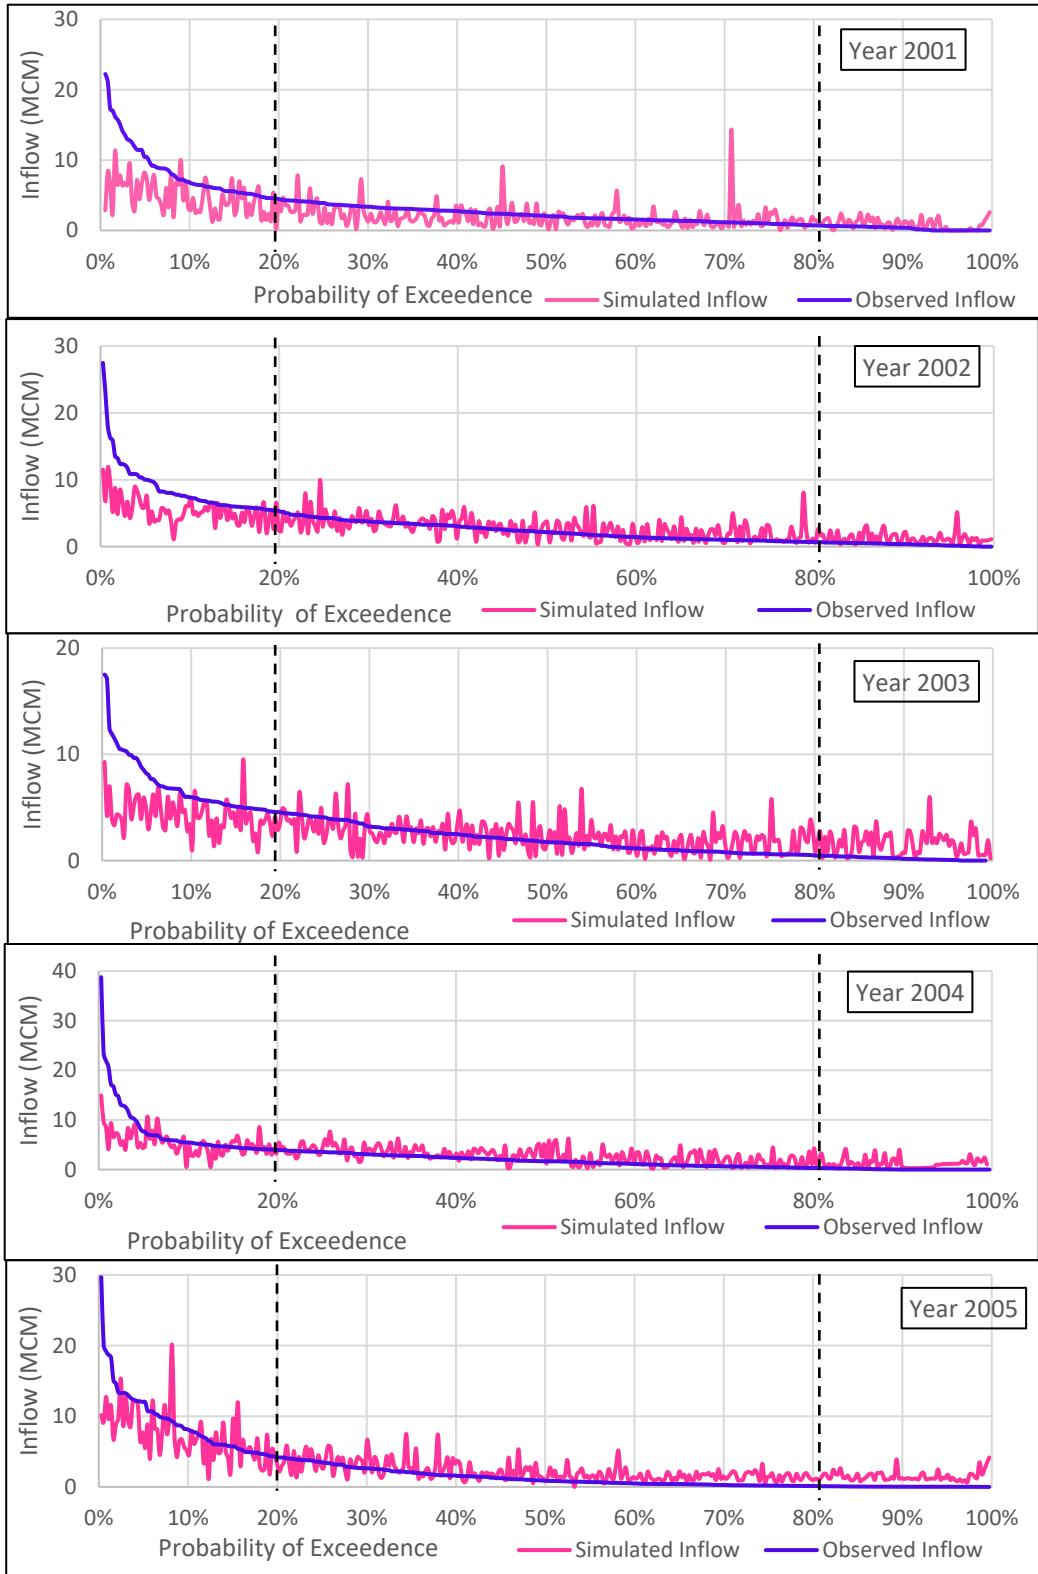 30
20
10
0
Inflow (MCM)
Year 2001
0% 10% 20% 30% 40% 50% 60% 70% 80% 90% 100%
Probability of Exceedence Simulated Inflow Observed Inflow
30
20
10
0
Inflow (MCM)
Year 2002
0% 20% 40% 60% 80% 100%
Probability of Exceedence Simulated Inflow Observed Inflow
20
10
0
Inflow (MCM)
Year 2003
0% 10% 20% 30% 40% 50% 60% 70% 80% 90% 100%
Simulated Inflow Observed Inflow
Probability of Exceedence
40
30
20
10
0
Inflow (MCM)
Year 2004
0% 20% 40% 60% 80% 100%
Simulated Inflow Observed Inflow
Probability of Exceedence
30
20
10
0
Inflow (MCM)
Year 2005
0% 10% 20% 30% 40% 50% 60% 70% 80% 90% 100%
Probability of Exceedence Simulated Inflow Observed Inflow